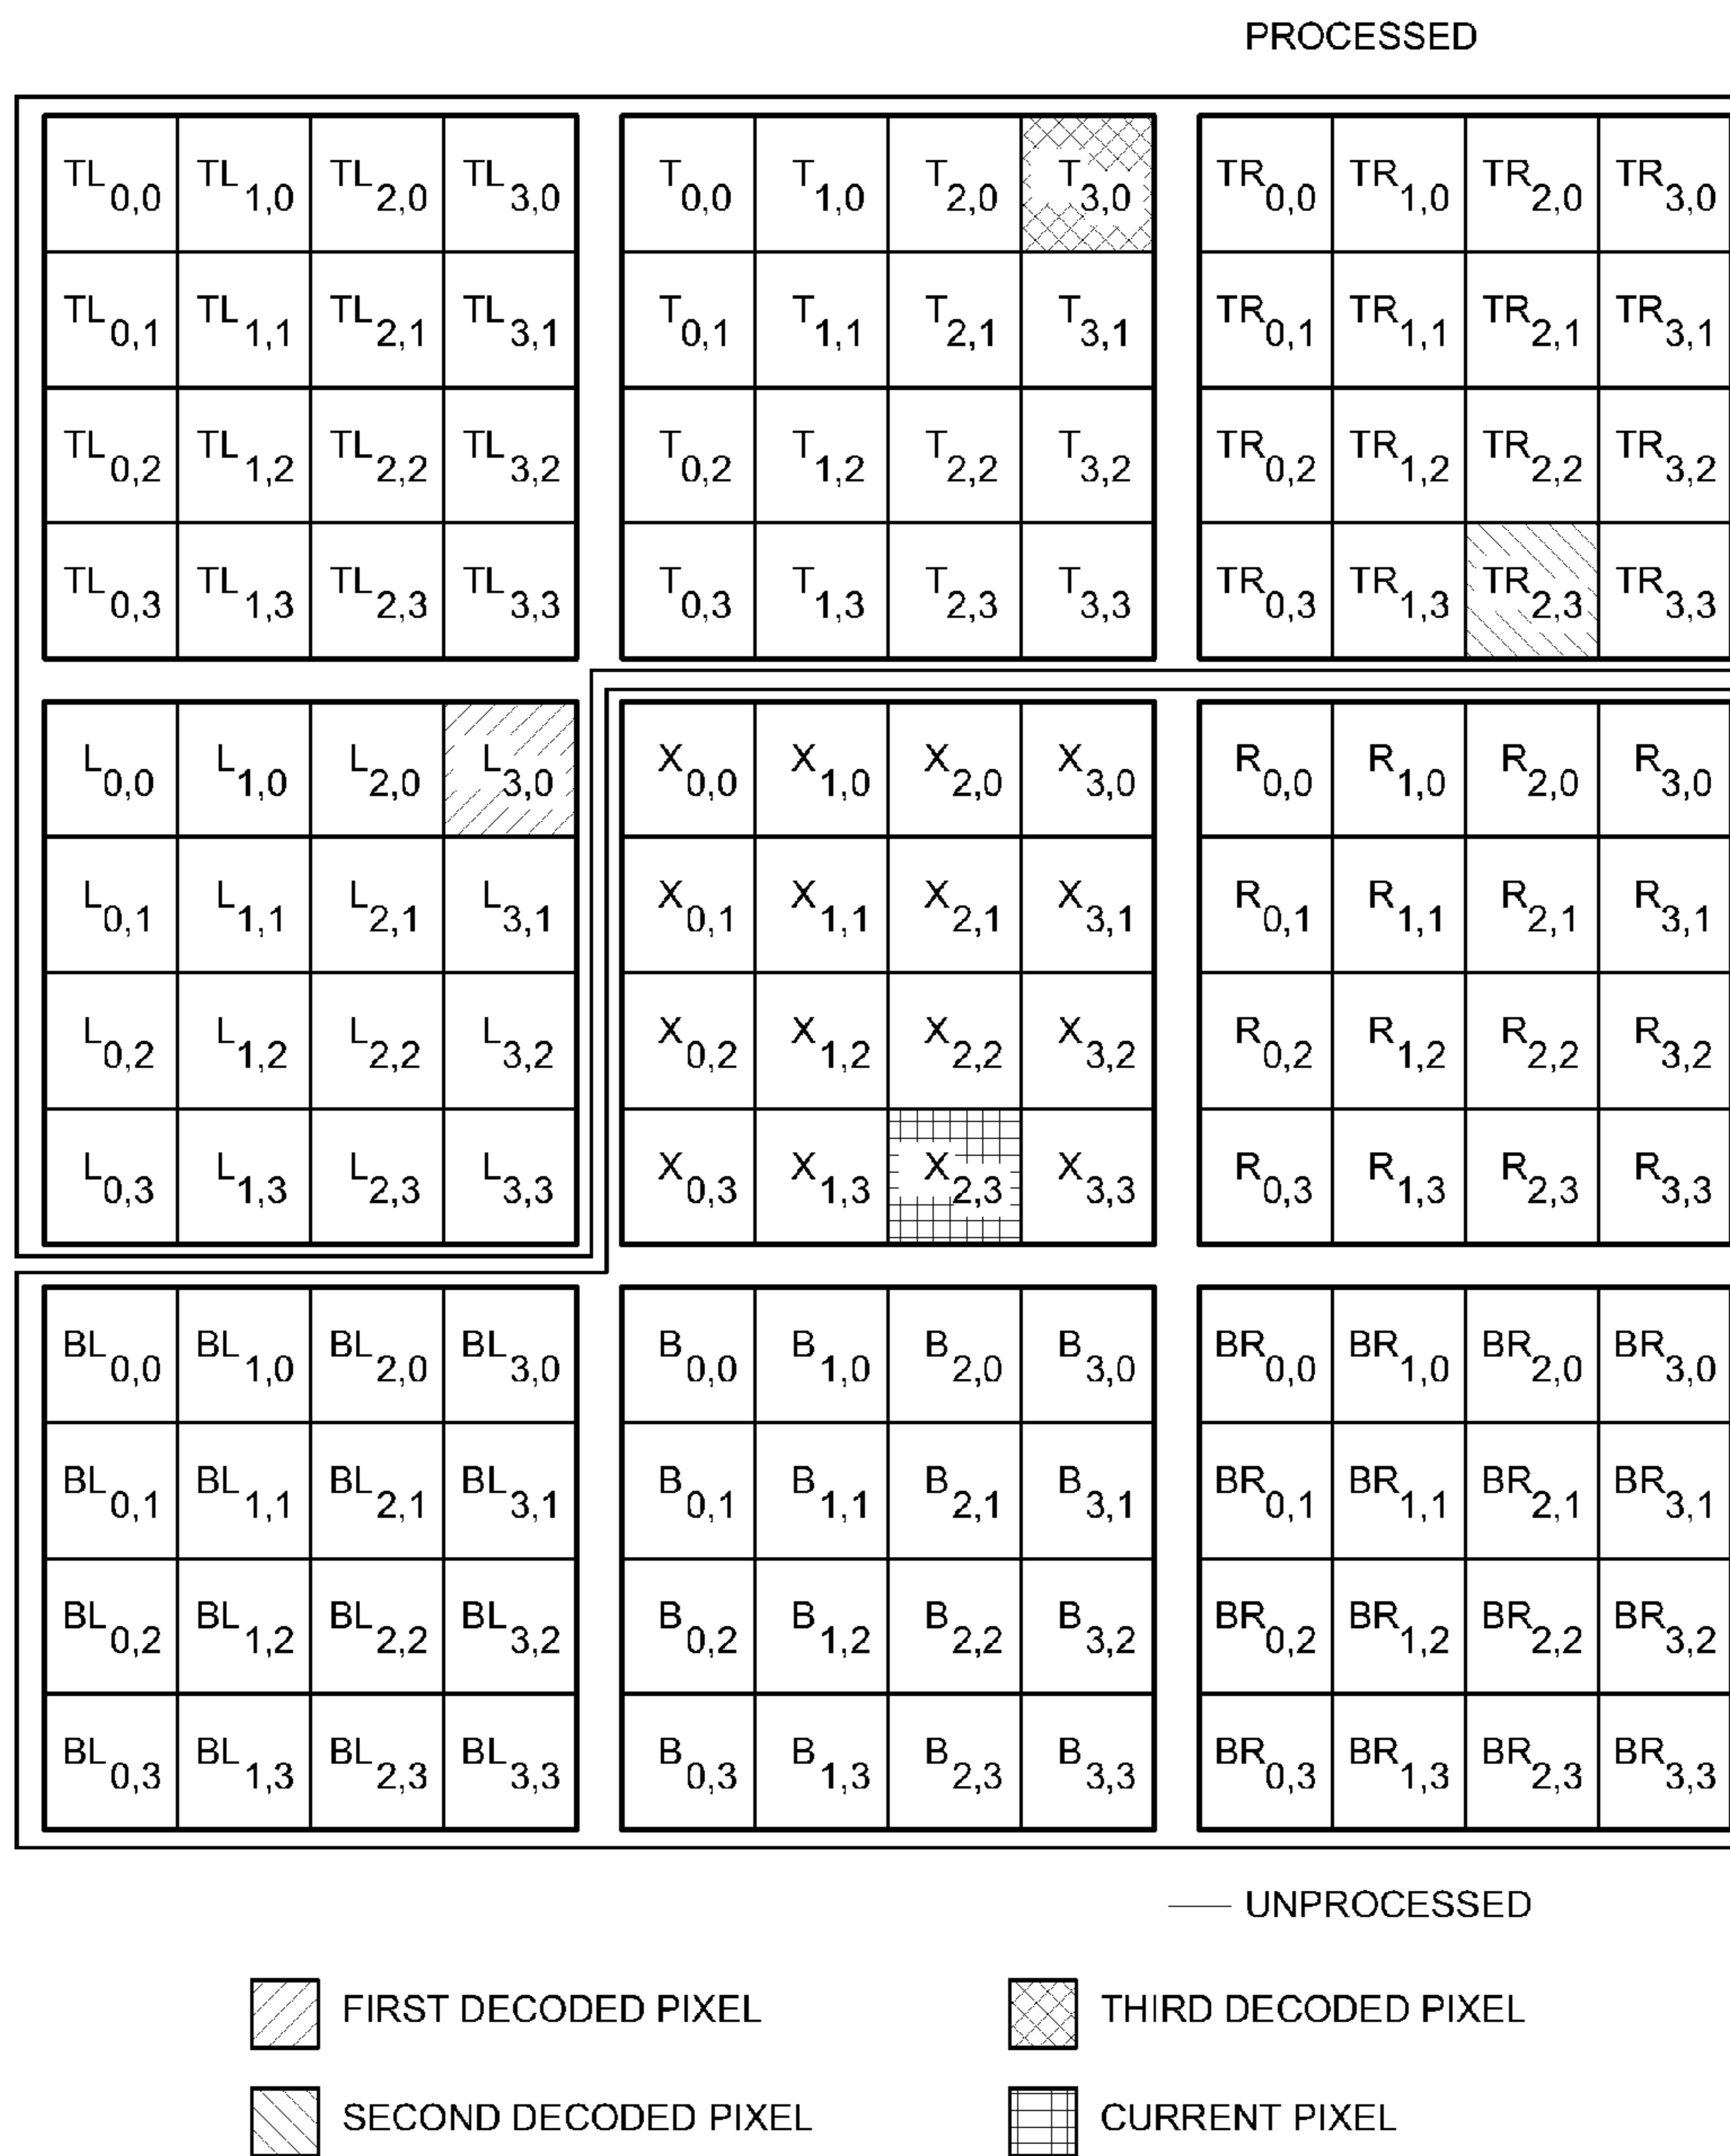 PROCESSED
TL0,0 TL1,0 TL2,0 TL3,0 T0,0 T1,0 T2,0 T3,0 TR0,0 TR1,0 TR2,0 TR3,0
TL0,1 TL1,1 TL2,1 TL3,1 T0,1 T1,1 T2,1 T3,1 TR0,1 TR1,1 TR2,1 TR3,1
TL0,2 TL1,2 TL2,2 TL3,2 T0,2 T1,2 T2,2 T3,2 TR0,2 TR1,2 TR2,2 TR3,2
TL0,3 TL1,3 TL2,3 TL3,3 T0,3 T1,3 T2,3 T3,3 TR0,3 TR1,3 TR2,3 TR3,3
L0,0 L1,0 L2,0 L3,0 X0,0 X1,0 X2,0 X3,0 R0,0 R1,0 R2,0 R3,0
L0,1 L1,1 L2,1 L3,1 X0,1 X1,1 X2,1 X3,1 R0,1 R1,1 R2,1 R3,1
L0,2 L1,2 L2,2 L3,2 X0,2 X1,2 X2,2 X3,2 R0,2 R1,2 R2,2 R3,2
L0,3 L1,3 L2,3 L3,3 X0,3 X1,3 X2,3 X3,3 R0,3 R1,3 R2,3 R3,3
BL0,0 BL1,0 BL2,0 BL3,0 B0,0 B1,0 B2,0 B3,0 BR0,0 BR1,0 BR2,0 BR3,0
BL0,1 BL1,1 BL2,1 BL3,1 B0,1 B1,1 B2,1 B3,1 BR0,1 BR1,1 BR2,1 BR3,1
BL0,2 BL1,2 BL2,2 BL3,2 B0,2 B1,2 B2,2 B3,2 BR0,2 BR1,2 BR2,2 BR3,2
BL0,3 BL1,3 BL2,3 BL3,3 B0,3 B1,3 B2,3 B3,3 BR0,3 BR1,3 BR2,3 BR3,3
UNPROCESSED
FIRST DECODED PIXEL
THIRD DECODED PIXEL
SECOND DECODED PIXEL
CURRENT PIXEL